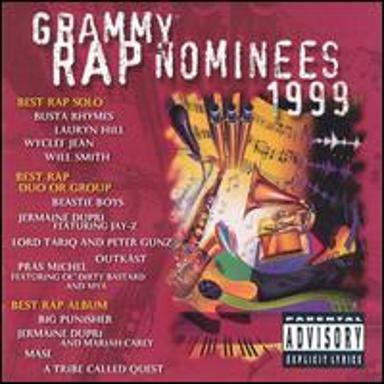 GRAMMY
RAP NOMINEES
1999
BEST RAP SOLO
BUSTA RHYMES
LAURYN HILL
WYCLEF JEAN
WILL SMITH
BEST RAP
DUO OR GROUP
BEASTIE BOYS
JERMAINE DUPRI
FEATURING JAY-Z
LORD TARIQ AND PETER GUNZ
OUTKAST
PRAS MICHEL
FEATURING OL' DIRTY BASTARD
AND MYA
BEST RAP ALBUM
BIG PUNISHER
JERMAINE DUPRI
AND MARIAH CAREY
MASE
A TRIBE CALLED QUEST
PARENTAL
ADVISORY
EXPLICIT LYRICS